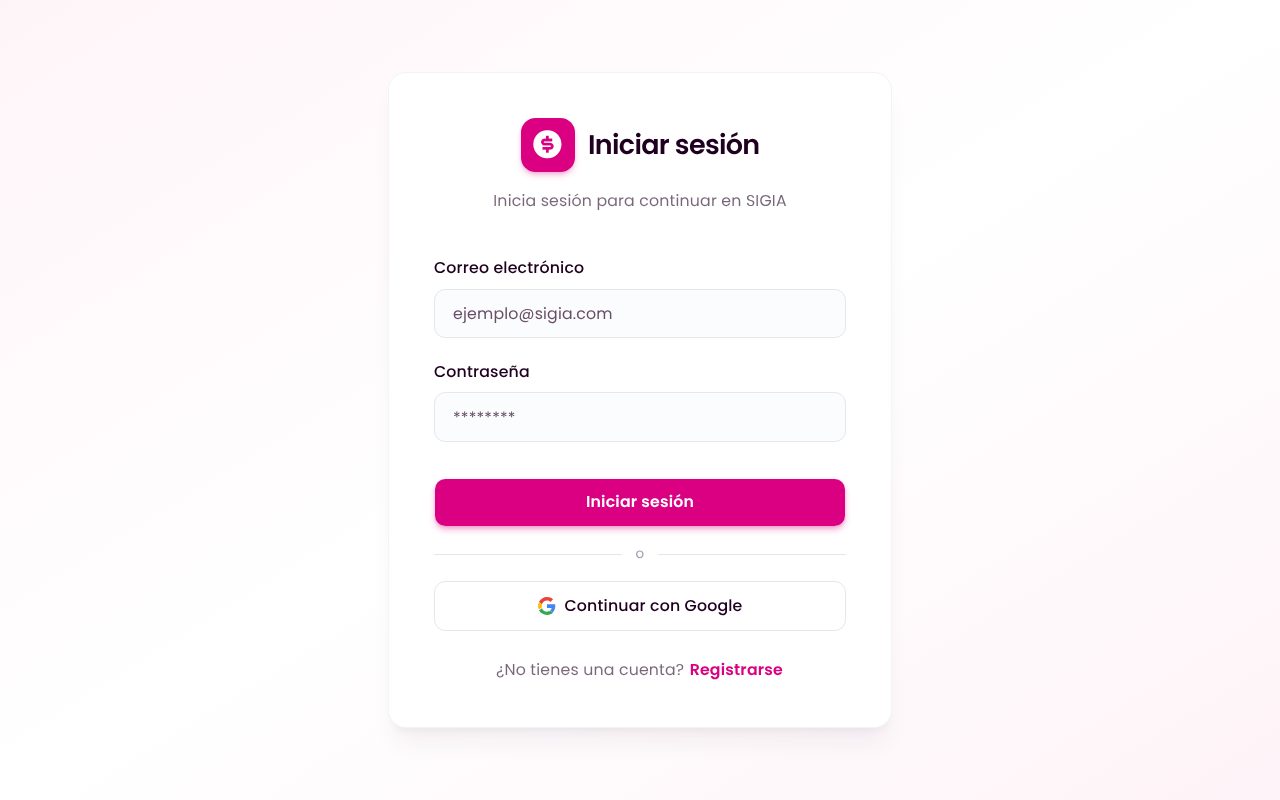 $ Iniciar sesión
Inicia sesión para continuar en SIGIA
Correo electrónico
ejemplo@sigia.com
Contraseña
********
Iniciar sesión
o
Continuar con Google
¿No tienes una cuenta? Registrarse